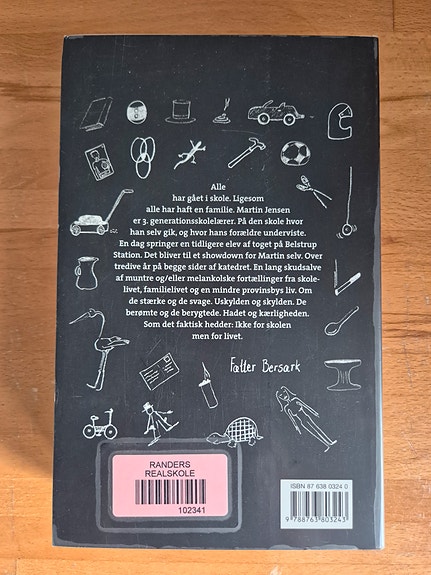 Alle
har gået i skole. Ligesom
alle har haft en familie. Martin Jensen
er 3. generationsskolelærer. På den skole hvor
han selv gik, og hvor hans forældre underviste.
En dag springer en tidligere elev af toget på Belstrup
Station. Det bliver til et showdown for Martin selv. Over
tredive år på begge sider af katedret. En lang skudsalve
af muntre og/eller melankolske fortællinger fra skole-
livet, familielivet og en mindre provinsbys liv. Om
de stærke og de svage. Uskylden og skylden. De
berømte og de berygtede. Hadet og kærligheden.
Som det faktisk hedder: Ikke for skolen
men for livet.
Fatter Bersærk
RANDERS
REALSKOLE
102341
ISBN 87 638 0324 0
9 788763 803243